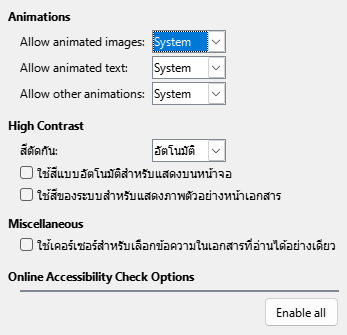 Animations
Allow animated images: System
Allow animated text: System
Allow other animations: System
High Contrast
สีตัดกัน: อัตโนมัติ
ใช้สีแบบอัตโนมัติสำหรับแสดงบนหน้าจอ
ใช้สีของระบบสำหรับแสดงภาพตัวอย่างหน้าเอกสาร
Miscellaneous
ใช้เคอร์เซอร์สำหรับเลือกข้อความในเอกสารที่อ่านได้อย่างเดียว
Online Accessibility Check Options
Enable all